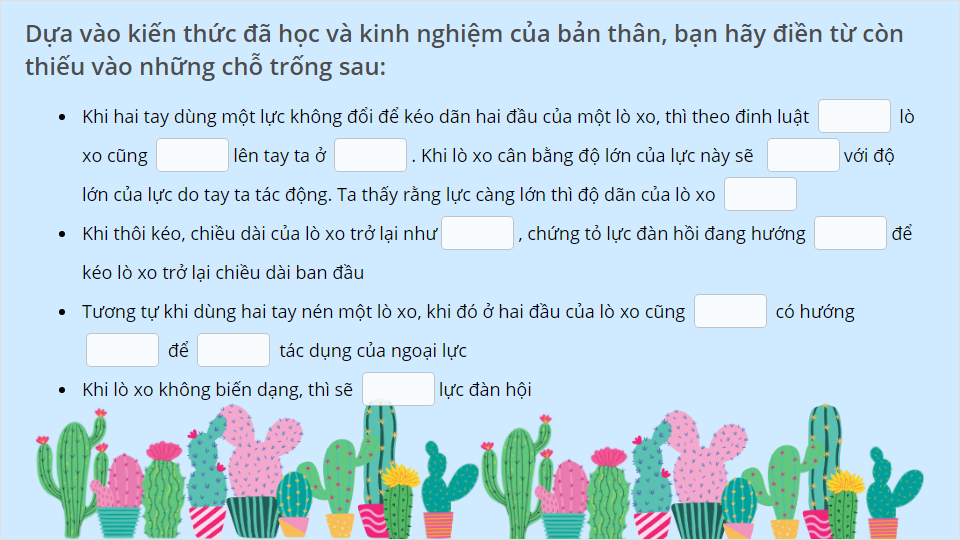 Dựa vào kiến thức đã học và kinh nghiệm của bản thân, bạn hãy điền từ còn
thiếu vào những chỗ trống sau:
• Khi hai tay dùng một lực không đổi để kéo dãn hai đầu của một lò xo, thì theo đinh luật lò
xo cũng lên tay ta ở . Khi lò xo cân bằng độ lớn của lực này sẽ với độ
lớn của lực do tay ta tác động. Ta thấy rằng lực càng lớn thì độ dãn của lò xo
• Khi thôi kéo, chiều dài của lò xo trở lại như , chứng tỏ lực đàn hồi đang hướng để
kéo lò xo trở lại chiều dài ban đầu
• Tương tự khi dùng hai tay nén một lò xo, khi đó ở hai đầu của lò xo cũng có hướng
để tác dụng của ngoại lực
• Khi lò xo không biến dạng, thì sẽ lực đàn hội